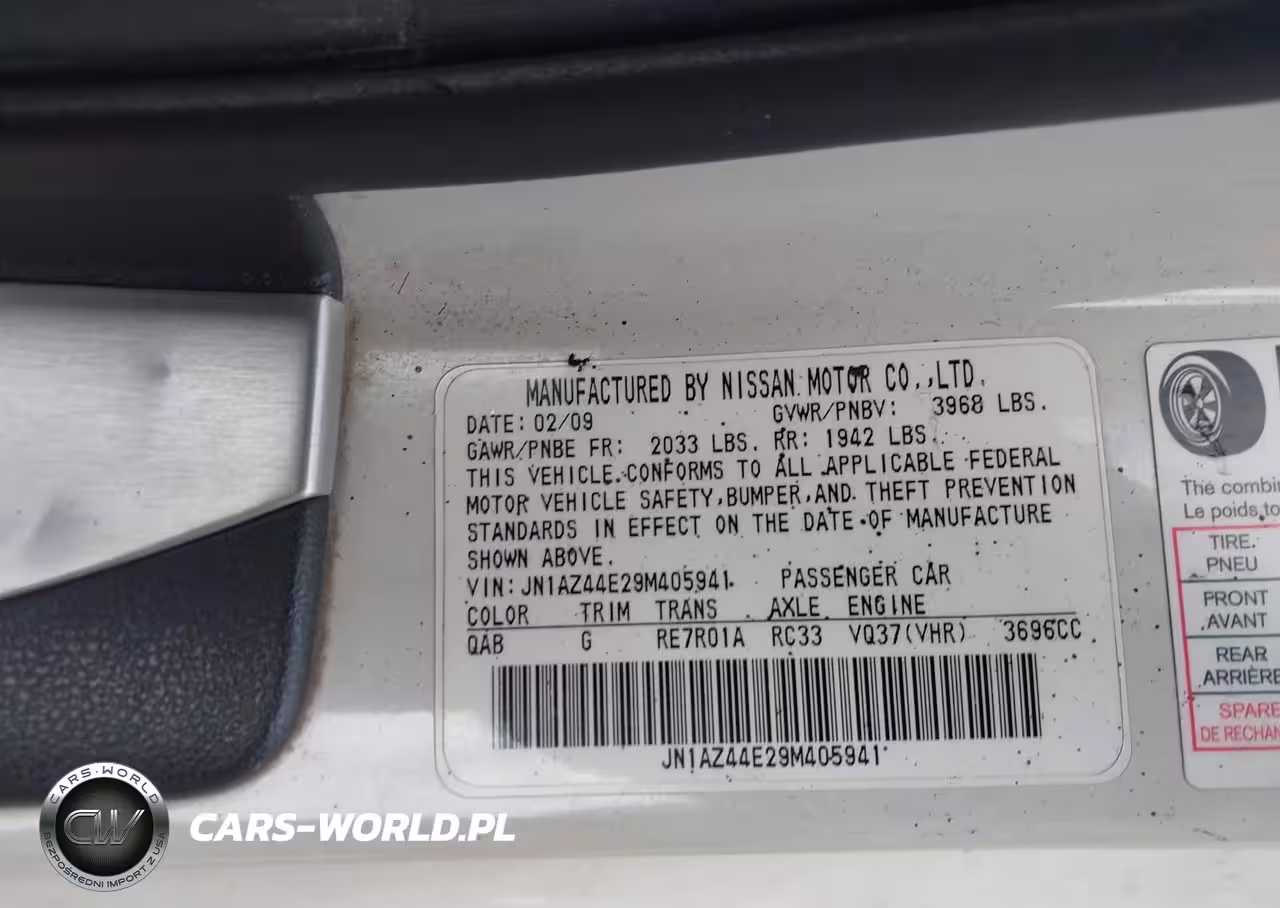 MANUFACTURED BY NISSAN MOTOR CO.,LTD.
DATE: 02/09 GVWR/PNBV: 3968 LBS.
GAWR/PNBE FR: 2033 LBS. RR: 1942 LBS.
THIS VEHICLE CONFORMS TO ALL APPLICABLE FEDERAL
MOTOR VEHICLE SAFETY,BUMPER,AND THEFT PREVENTION
STANDARDS IN EFFECT ON THE DATE OF MANUFACTURE
SHOWN ABOVE.
VIN: JN1AZ44E29M405941 PASSENGER CAR
COLOR TRIM TRANS AXLE ENGINE
QAB G RE7R01A RC33 VQ37(VHR) 3696CC
JN1AZ44E29M405941
The combin
Le poids to
TIRE
PNEU
FRONT
AVANT
REAR
ARRIÈRE
SPARE
DE RECHAN
CARS-WORLD
CW
BEZPOŚREDNI IMPORT Z USA
CARS-WORLD.PL